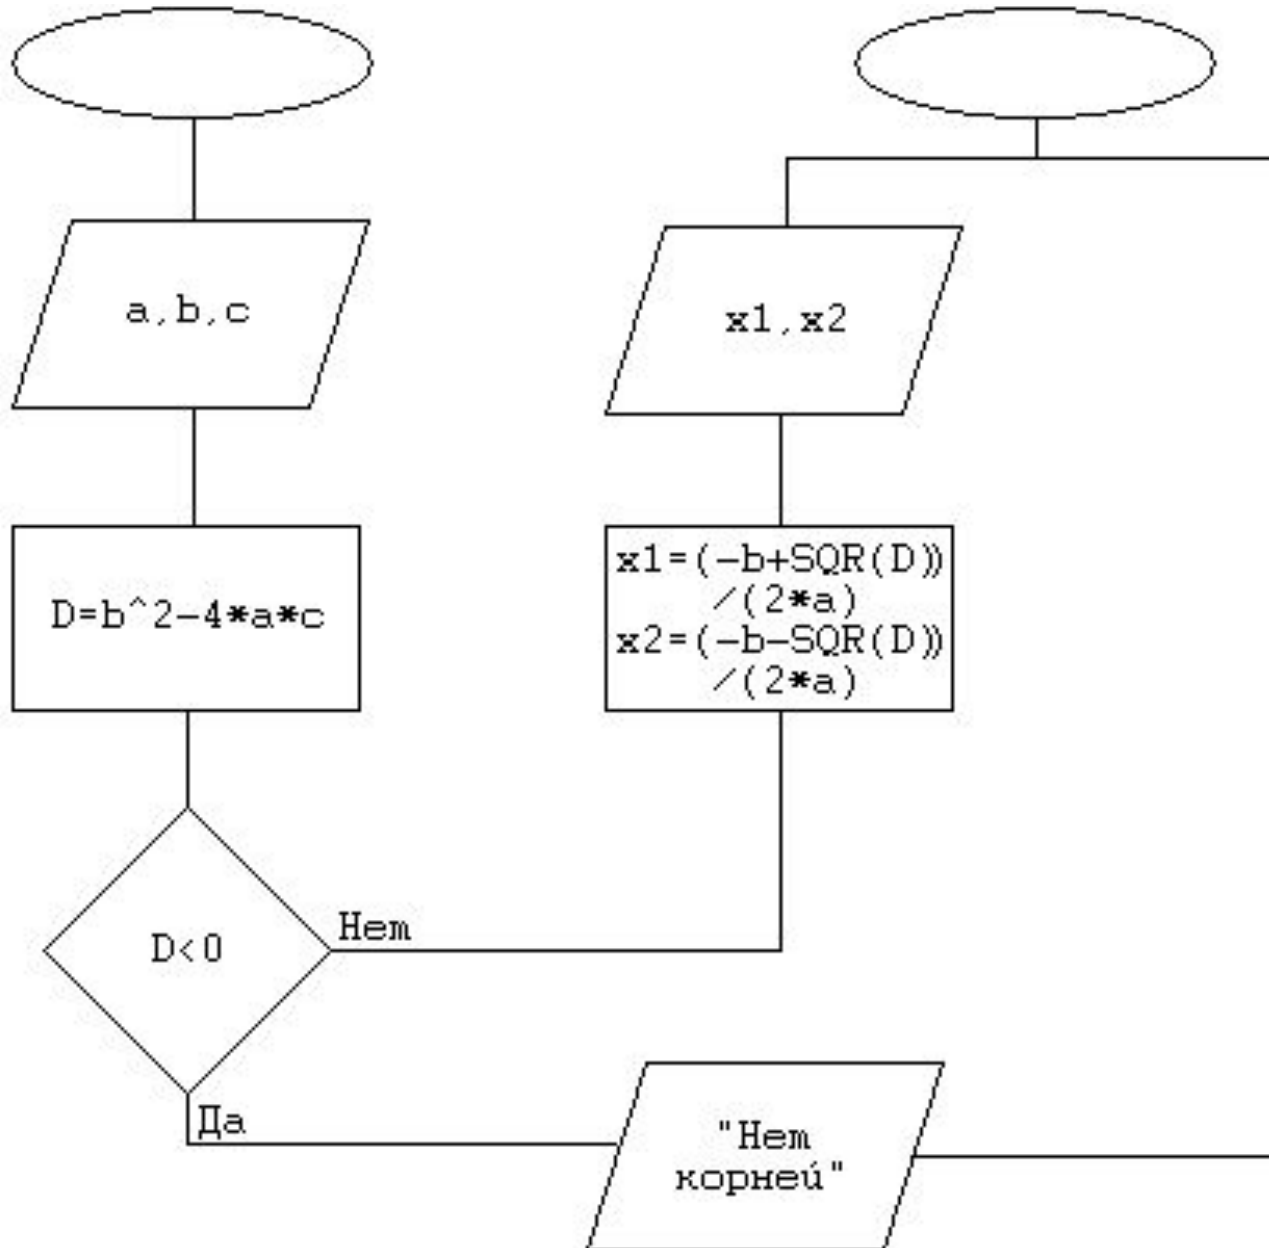 a,b,c
x1,x2
D=b^2-4*a*c
x1=(-b+SQR(D))
/(2*a)
x2=(-b-SQR(D))
/(2*a)
D<0
Нет
Да
"Нет
корней"